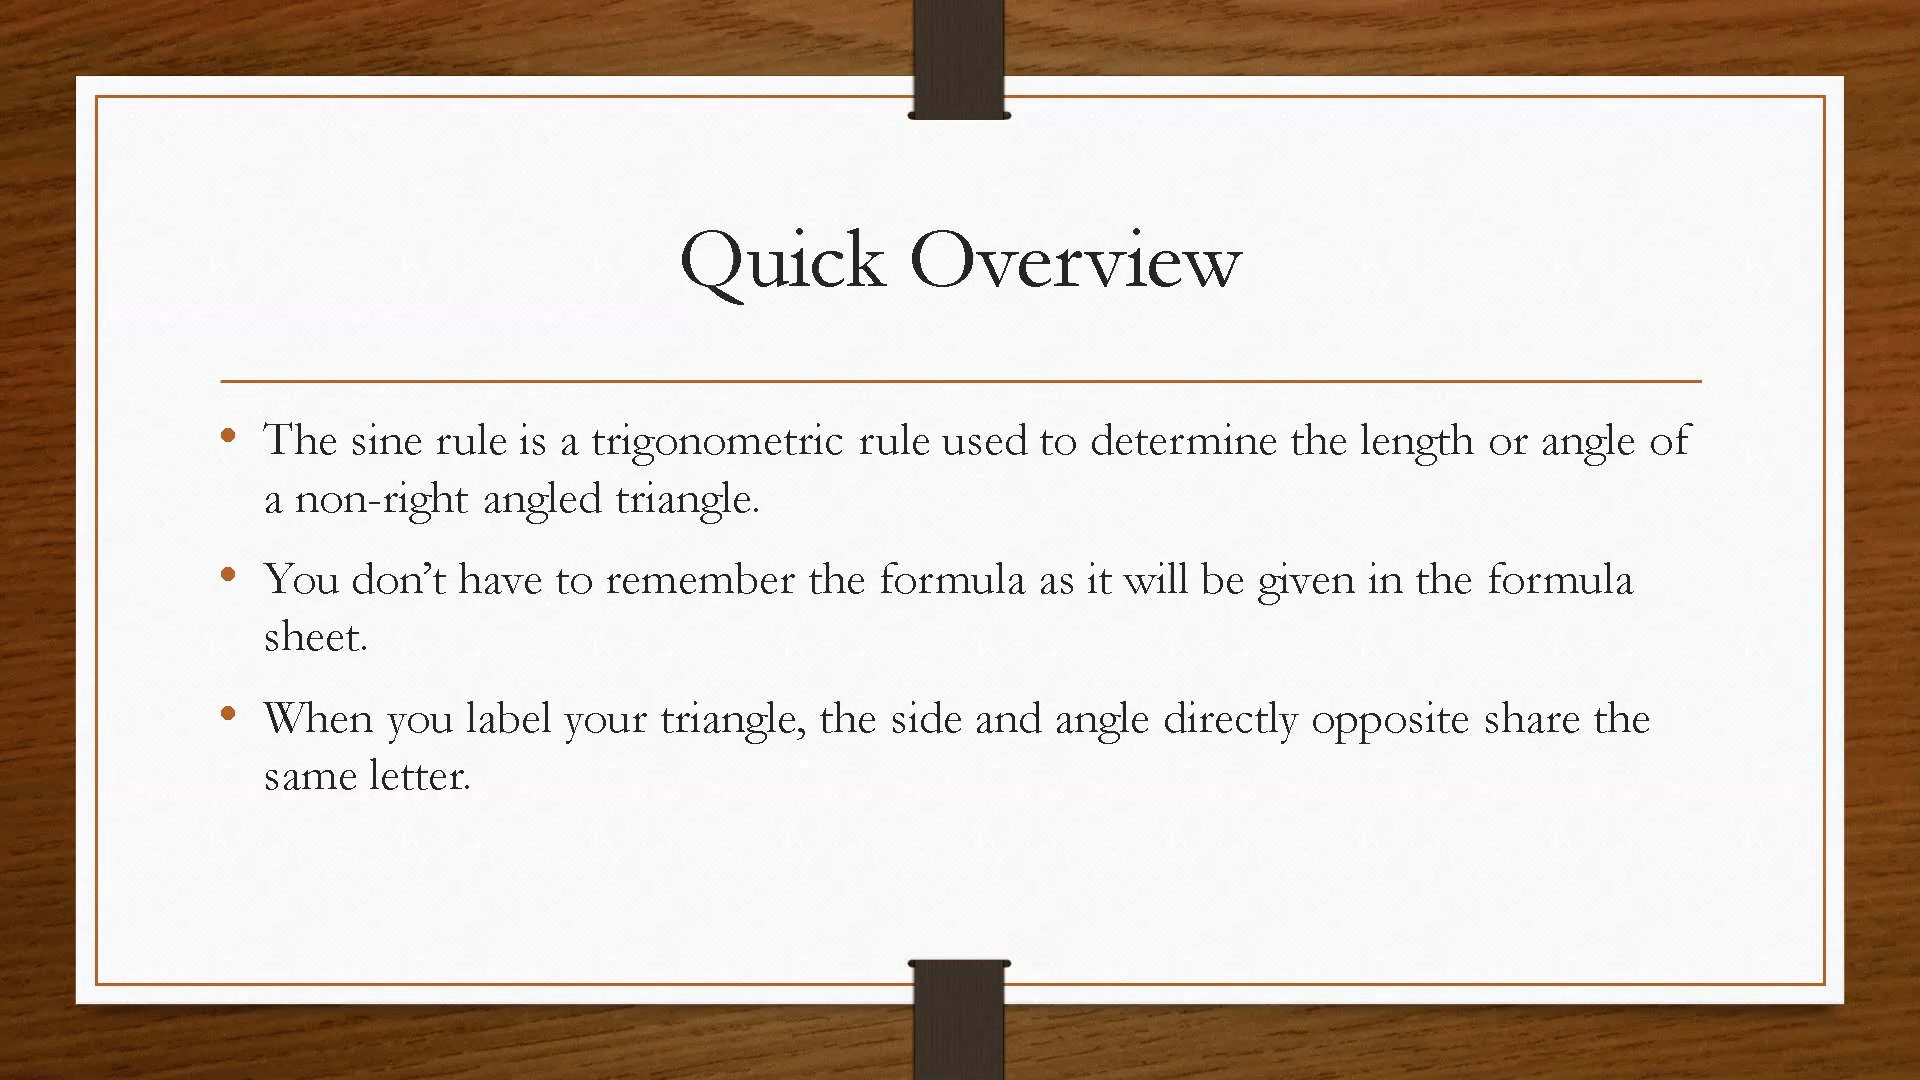 Quick Overview
• The sine rule is a trigonometric rule used to determine the length or angle of
a non-right angled triangle.
• You don’t have to remember the formula as it will be given in the formula
sheet.
• When you label your triangle, the side and angle directly opposite share the
same letter.